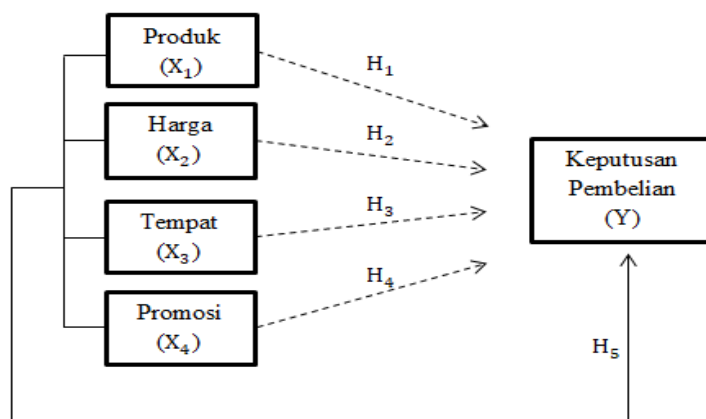 Produk
(X₁)
H₁
Harga
(X₂)
H₂
Keputusan
Pembelian
(Y)
Tempat
(X₃)
H₃
Promosi
(X₄)
H₄
H₅